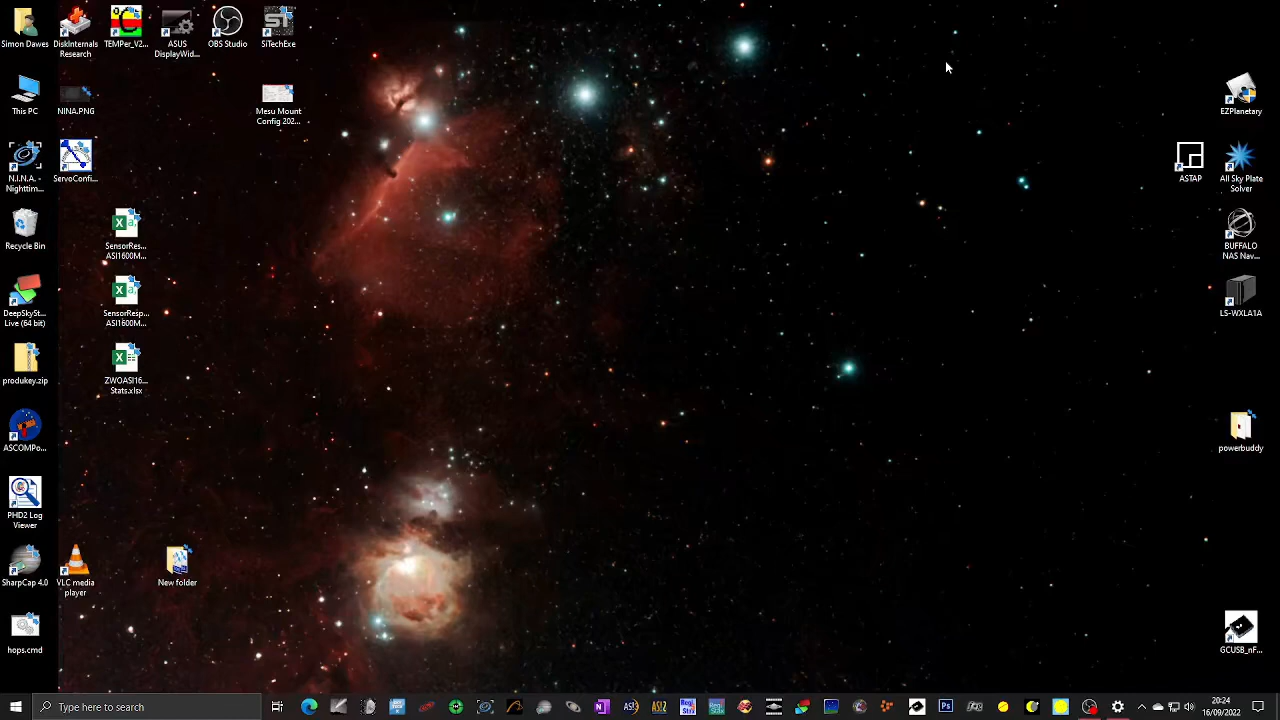 Simon Dawes
DiskInternals
Research
TEMPer_V2...
ASUS
DisplayWid...
OBS Studio
SiTechExe
This PC
NINA.PNG
Mesu Mount
Config 202...
EZPlanetary
N.I.N.A. -
Nighttim...
ServoConfi...
ASTAP
All Sky Plate
Solver
Recycle Bin
SensorRes...
ASI1600M...
BUFFALO
NAS Nav...
DeepSkySt...
Live (64 bit)
SensorResp...
ASI1600M...
LS-WXLA1A
produkey.zip
ZWOASI16...
Stats.xlsx
ASCOMPo...
powerbuddy
PHD2 Log
Viewer
SharpCap 4.0
VLC media
player
New folder
hops.cmd
GCUSB_nF...
Type here to search
20:24